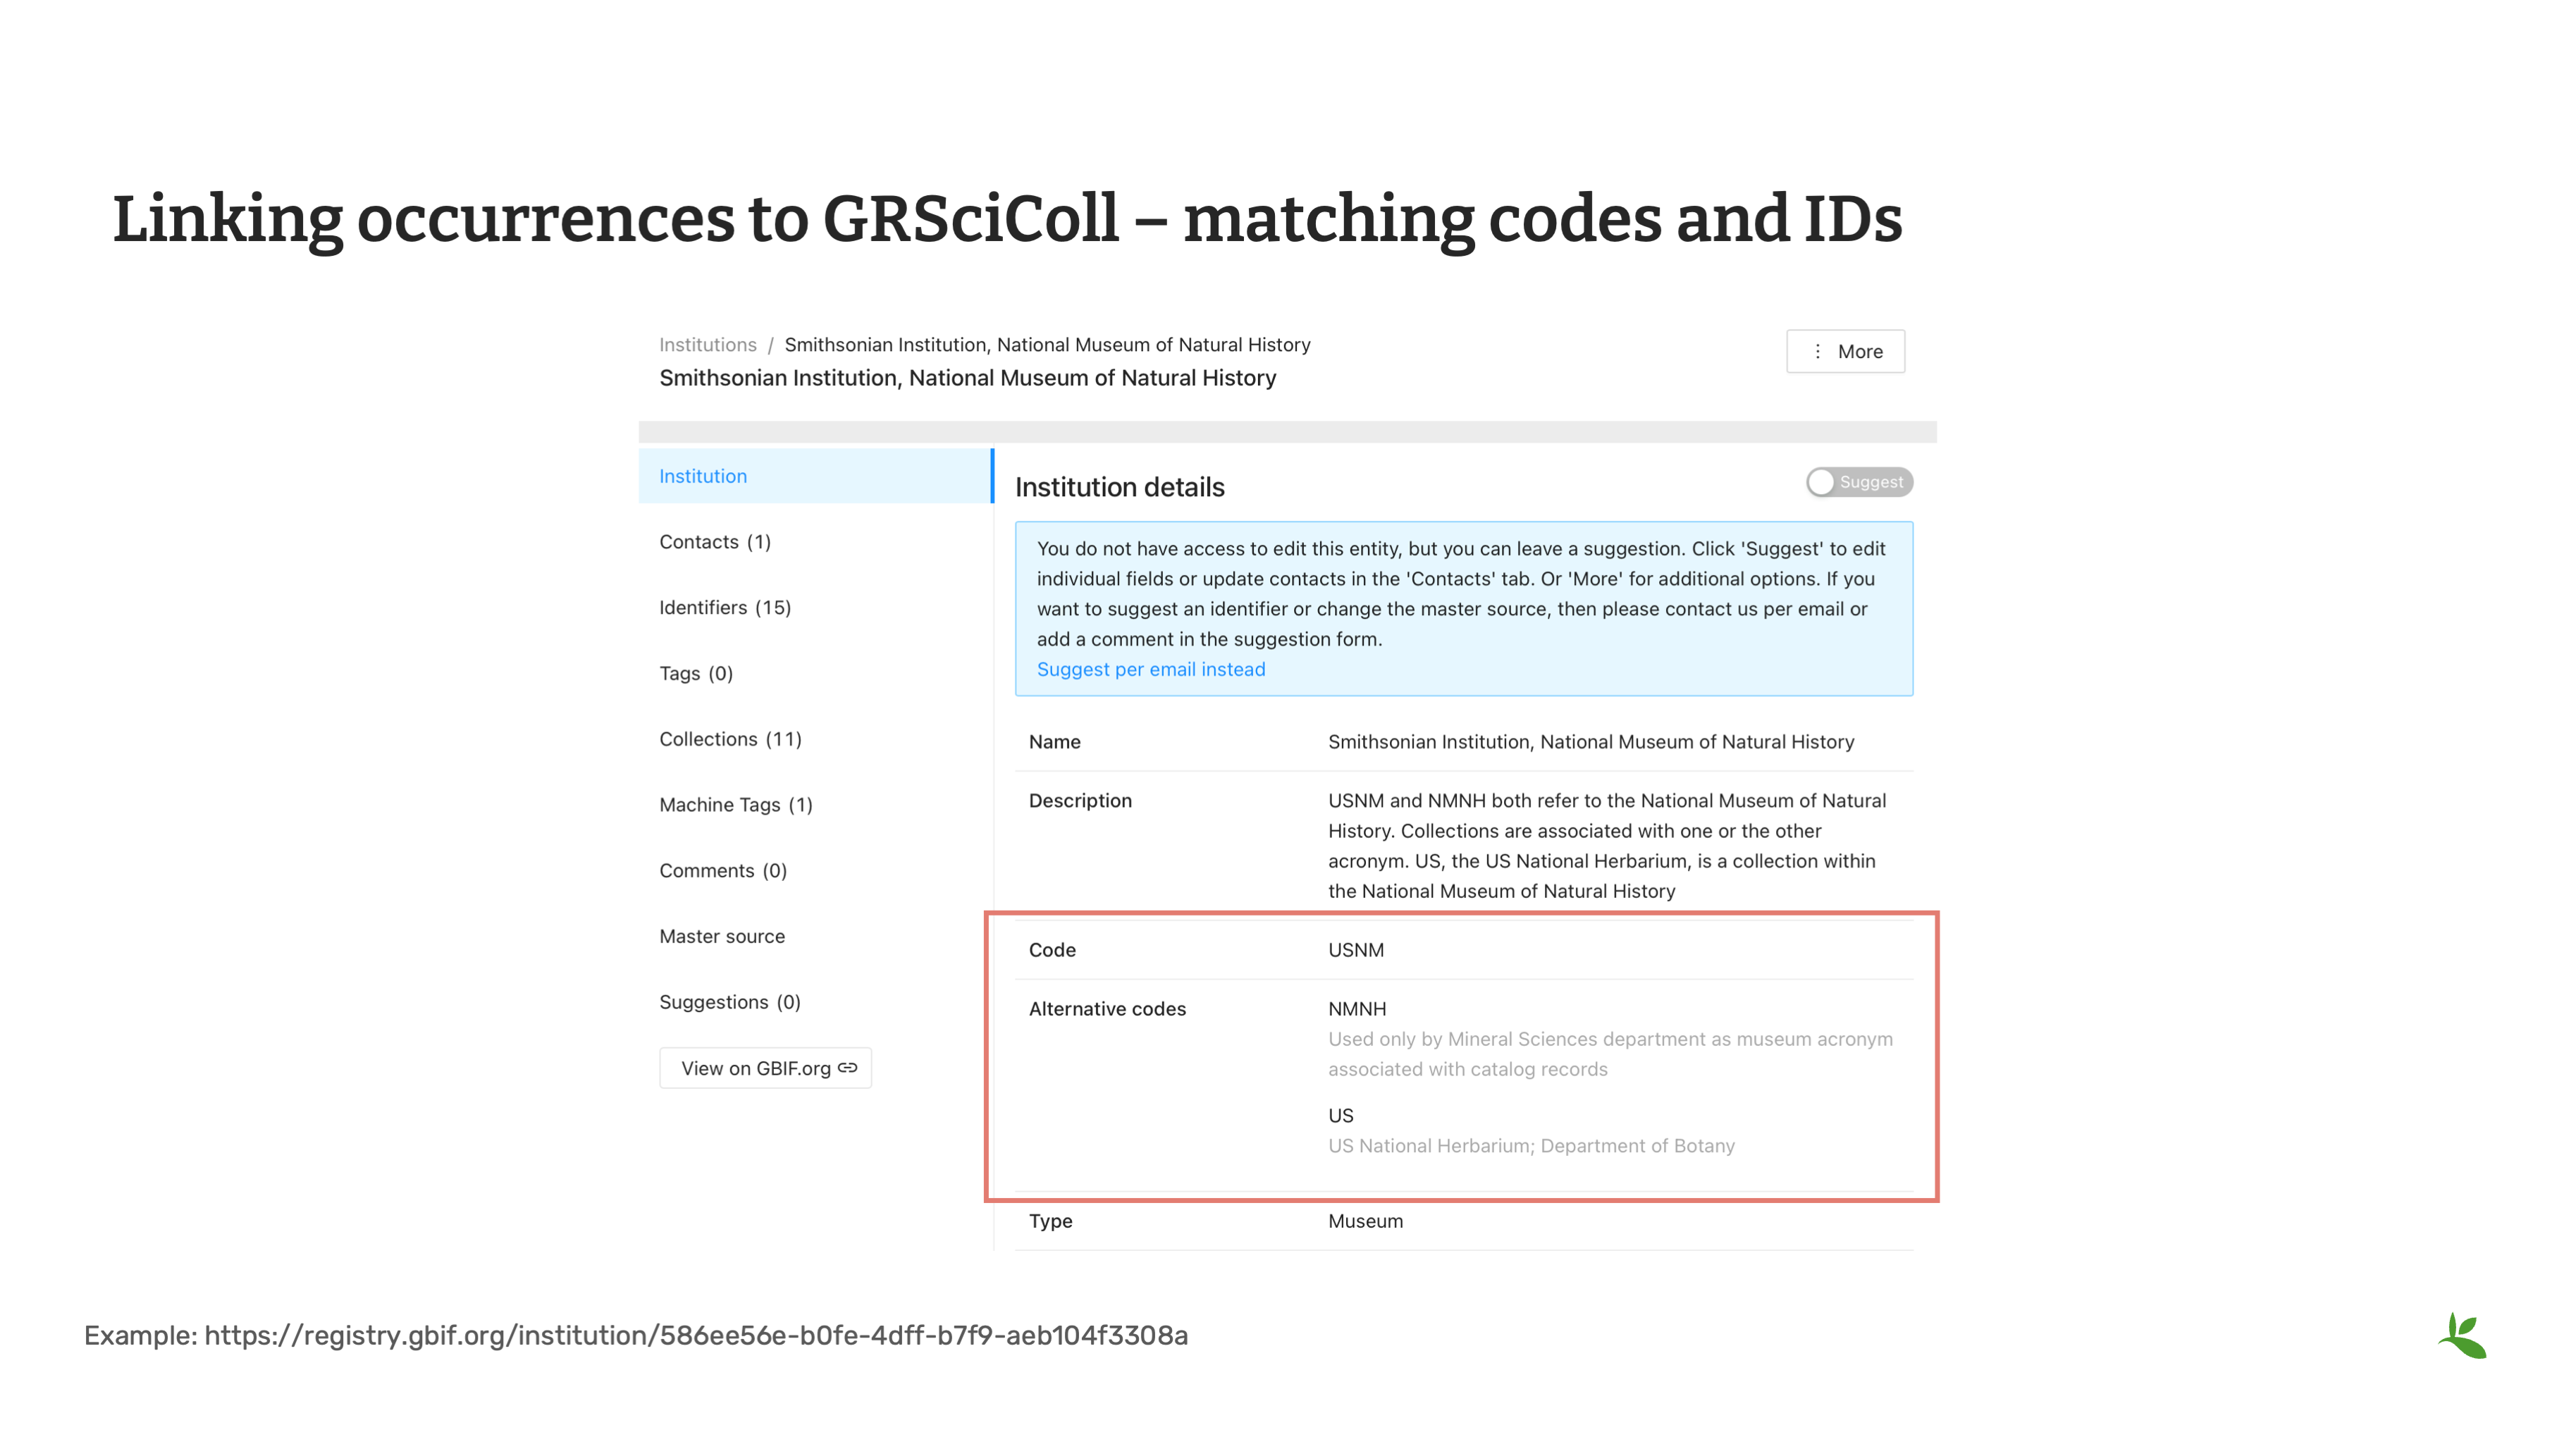 Linking occurrences to GRSciColl – matching codes and IDs
Institutions / Smithsonian Institution, National Museum of Natural History
Smithsonian Institution, National Museum of Natural History
⋮ More
Institution
Contacts (1)
Identifiers (15)
Tags (0)
Collections (11)
Machine Tags (1)
Comments (0)
Master source
Suggestions (0)
View on GBIF.org
Institution details
Suggest
You do not have access to edit this entity, but you can leave a suggestion. Click 'Suggest' to edit
individual fields or update contacts in the 'Contacts' tab. Or 'More' for additional options. If you
want to suggest an identifier or change the master source, then please contact us per email or
add a comment in the suggestion form.
Suggest per email instead
Name Smithsonian Institution, National Museum of Natural History
Description USNM and NMNH both refer to the National Museum of Natural
History. Collections are associated with one or the other
acronym. US, the US National Herbarium, is a collection within
the National Museum of Natural History
Code USNM
Alternative codes NMNH
Used only by Mineral Sciences department as museum acronym
associated with catalog records
US
US National Herbarium; Department of Botany
Type Museum
Example: https://registry.gbif.org/institution/586ee56e-b0fe-4dff-b7f9-aeb104f3308a